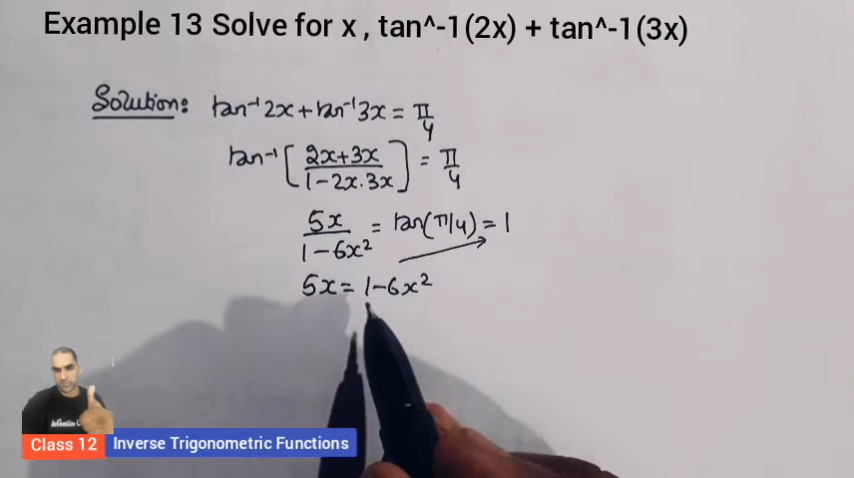 Example 13 Solve for x , tan^-1(2x) + tan^-1(3x)
Solution: tan⁻¹ 2x + tan⁻¹ 3x = π/4
tan⁻¹ [ (2x+3x)/(1-2x.3x) ] = π/4
5x/(1-6x²) = tan(π/4) = 1
5x = 1-6x²
Class 12
Inverse Trigonometric Functions